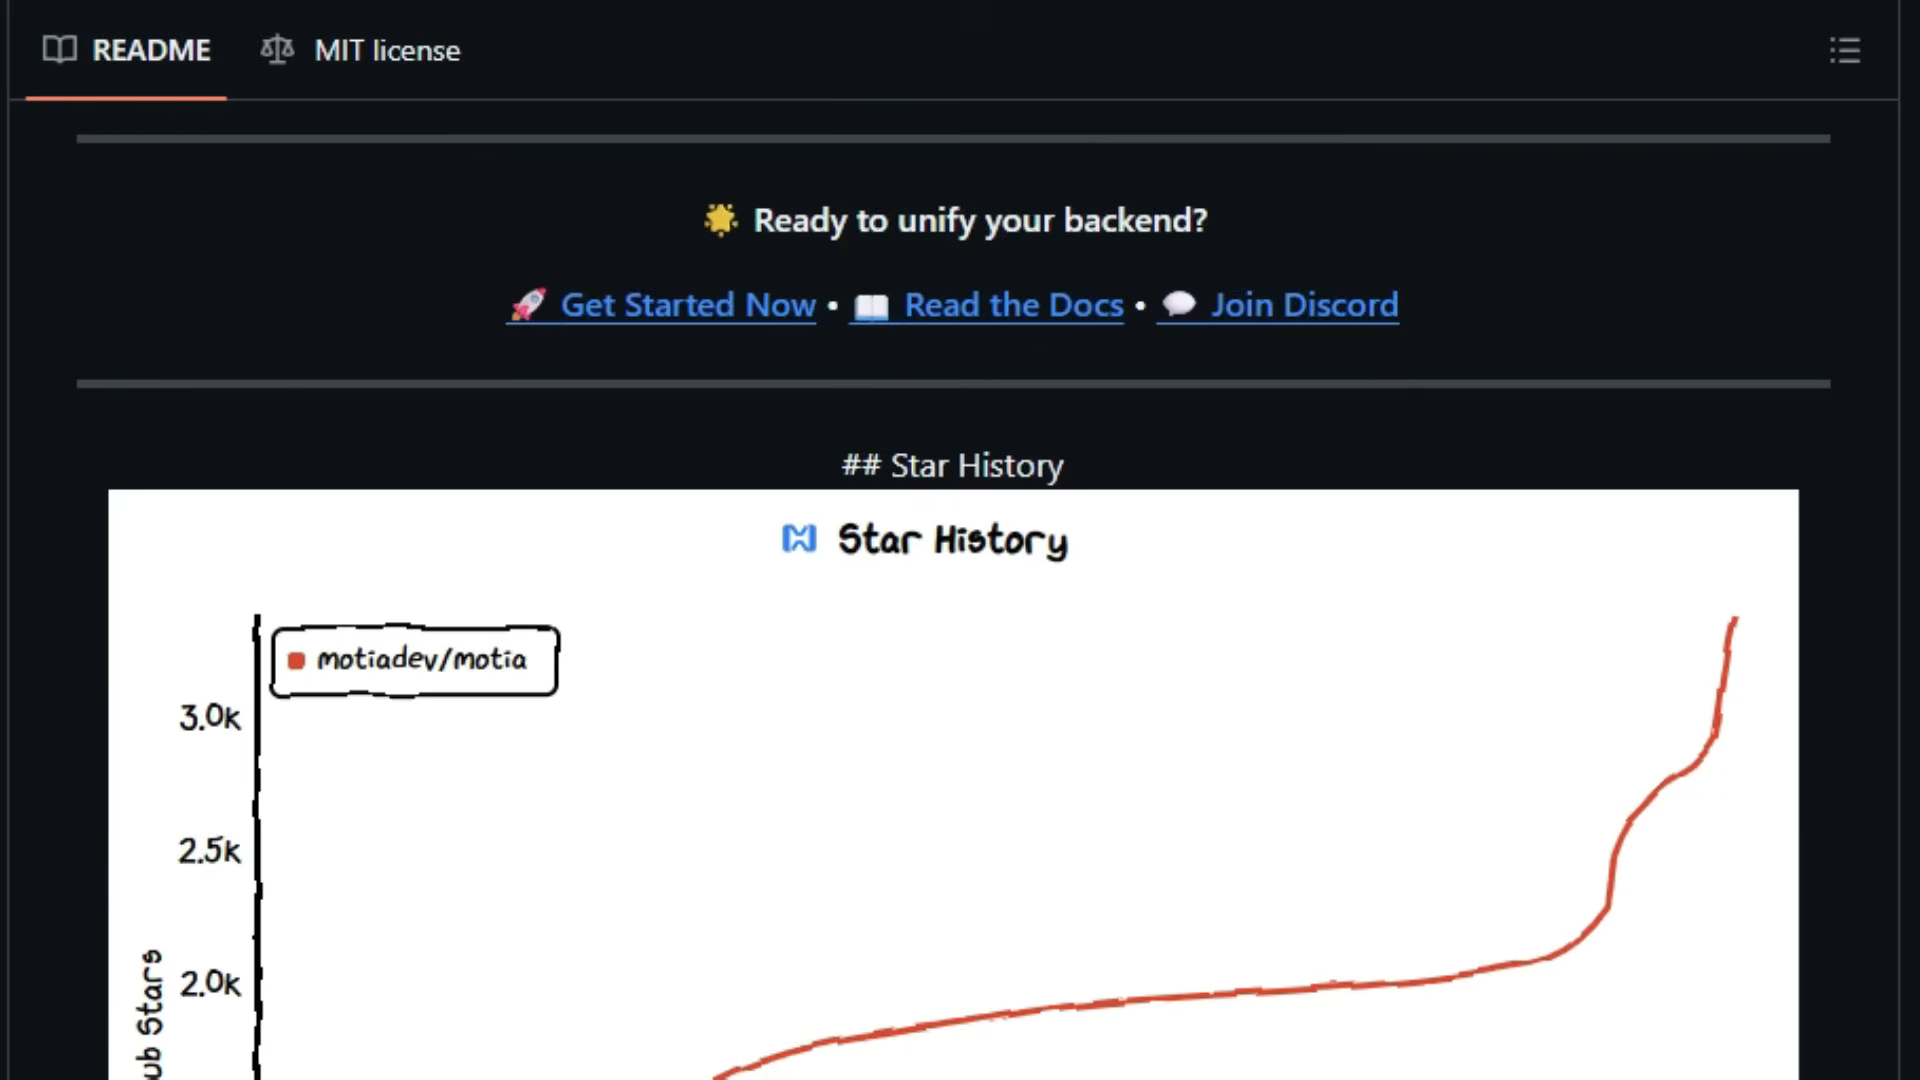 README MIT license
🌟 Ready to unify your backend?
🚀 Get Started Now • 📖 Read the Docs • 💬 Join Discord
## Star History
Star History
motiadev/motia
3.0k
2.5k
2.0k
Stars